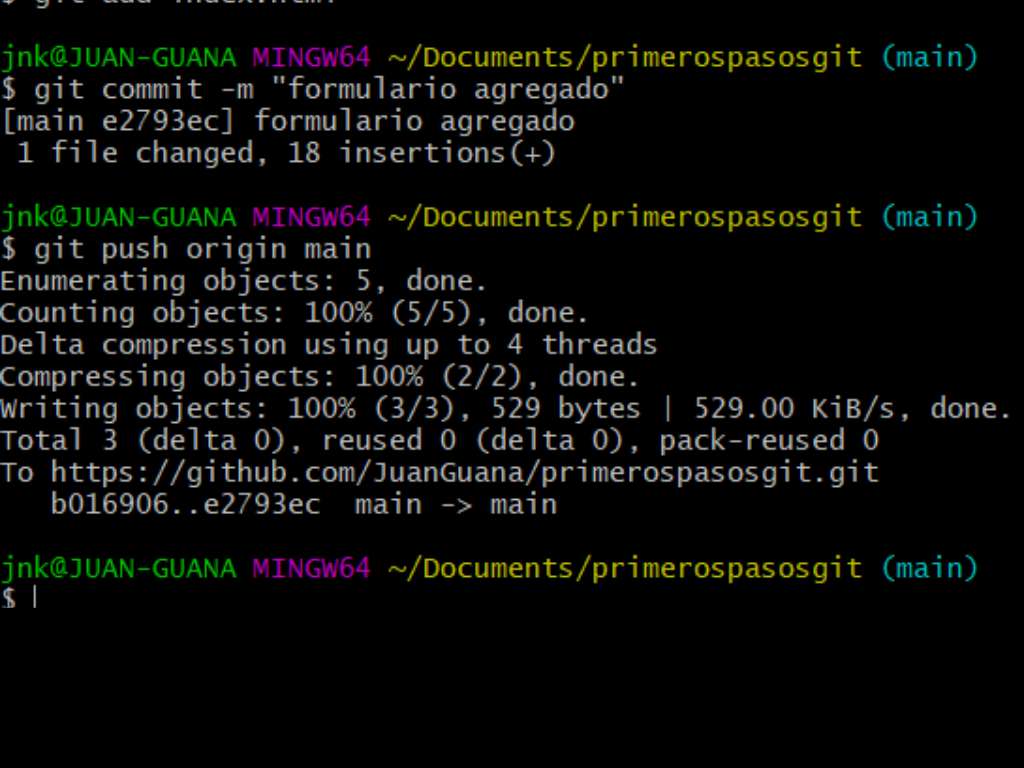 $ git add index.html
jnk@JUAN-GUANA MINGW64 ~/Documents/primerospasosgit (main)
$ git commit -m "formulario agregado"
[main e2793ec] formulario agregado
 1 file changed, 18 insertions(+)
jnk@JUAN-GUANA MINGW64 ~/Documents/primerospasosgit (main)
$ git push origin main
Enumerating objects: 5, done.
Counting objects: 100% (5/5), done.
Delta compression using up to 4 threads
Compressing objects: 100% (2/2), done.
Writing objects: 100% (3/3), 529 bytes | 529.00 KiB/s, done.
Total 3 (delta 0), reused 0 (delta 0), pack-reused 0
To https://github.com/JuanGuana/primerospasosgit.git
   b016906..e2793ec  main -> main
jnk@JUAN-GUANA MINGW64 ~/Documents/primerospasosgit (main)
$